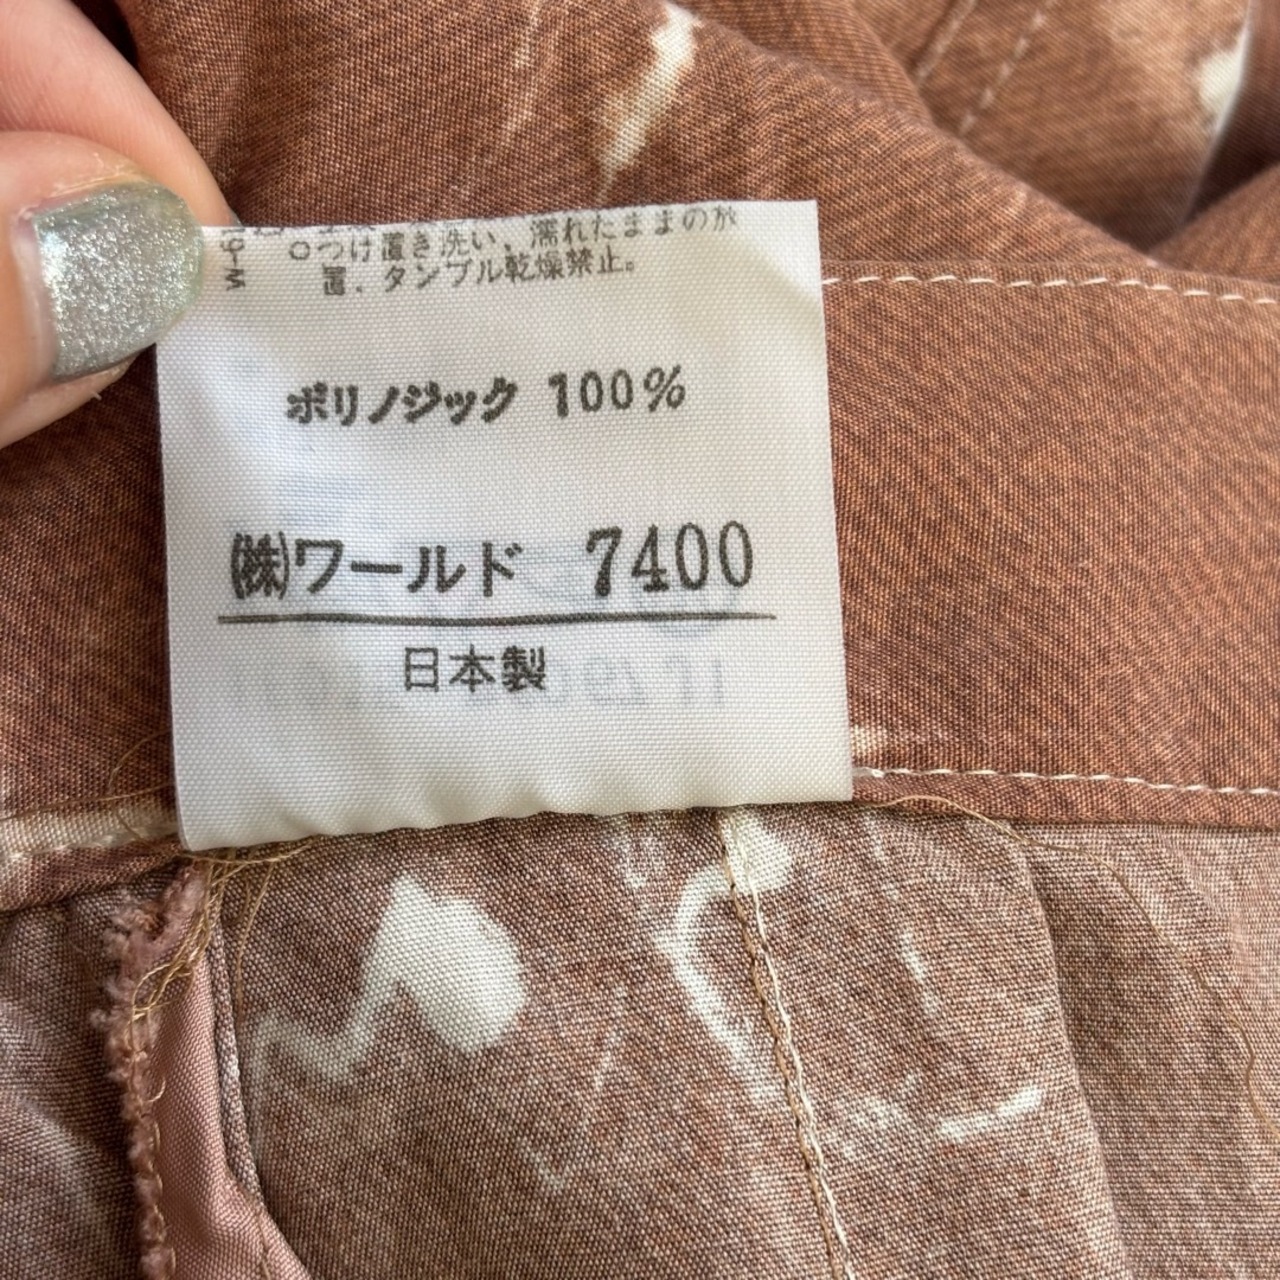 ○つけ置き洗い、濡れたままのが
置、タンブル乾燥禁止。
ポリノジック 100%
㈱ワールド 7400
日本製